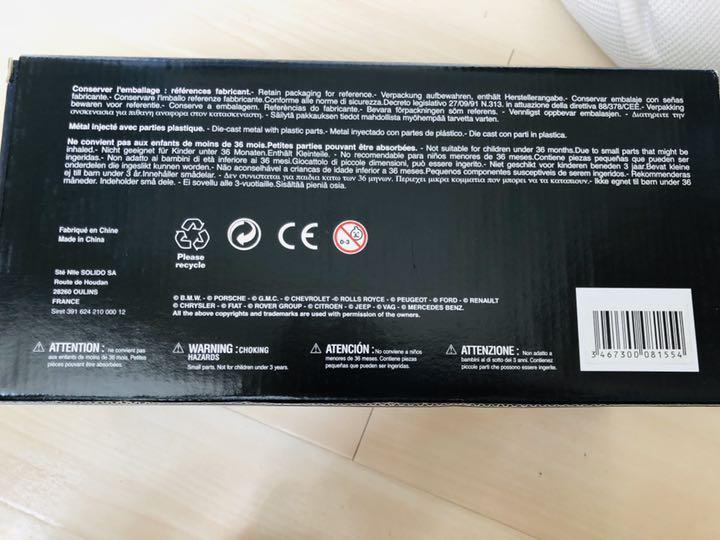 Conserver l'emballage : références fabricant.- Retain packaging for reference.- Verpackung aufbewahren, enthält Herstellerangabe.- Conservar embalaje con señas
fabricante.- Conservare l'imballo referenze fabbricante.Conforme alle norme di sicurezza.Decreto legislativo 27/09/91 N.313. in attuazione della direttiva 88/378/CEE.- Verpakking
bewaren voor referentie.- Conserve a embalagem. Referências do fabricante.- Bevara förpackningen söm referens. - Vennligst oppbevar emballasjen. - Διατηρείτε την
συσκευασία για πιθανή αναφορα στον κατασκευαστη. - Säilytä pakkauksen tiedot mahdollista myöhempaä tarvetta varten.
Métal injecté avec parties plastique. - Die-cast metal with plastic parts. - Metal inyectado con partes de plástico.- Die cast con parti in plastica.
Ne convient pas aux enfants de moins de 36 mois.Petites parties pouvant être absorbées. - Not suitable for children under 36 months.Due to small parts that might be
inhaled.- Nicht geeignet für Kinder unter 36 Monaten.Enthält Kleinteile. - No recomendable para niños menores de 36 meses.Contiene piezas pequeñas que pueden ser
ingeridas.- Non adatto ai bambini di età inferiore ai 36 mesi.Giocattolo di piccole dimensioni, può essere ingerito.- Niet geschikt voor kinderen beneden 3 jaar.Bevat kleine
onderdelen die ingeslikt kunnen worden.- Não aconselhável a crianças de idade inferior a 36 meses.Pequenos componentes susceptiveis de serem ingeridos.- Rekommenderas
ej till barn under 3 år.Innehåller smådelar. - Δεν συνισταται για παιδια κατω των 36 μηνων. Περιεχει μικρα κομματια που μπορει να τα καταπιουν.- Ikke egnet til barn under 36
måneder. Indeholder små dele. - Ei sovellu alle 3-vuotiaille.Sisältää pieniä osia.
Fabriqué en Chine
Made in China
Please
recycle
CE
0-3
Sté Nlle SOLIDO SA
Route de Houdan
28260 OULINS
FRANCE
Siret 391 624 210 000 12
© B.M.W. - © PORSCHE - © G.M.C. - © CHEVROLET -© ROLLS ROYCE - © PEUGEOT - © FORD - © RENAULT
© CHRYSLER - © FIAT - © ROVER GROUP - © CITROEN - © JEEP - © VAG - © MERCEDES BENZ.
All the above copyrights and trademarks are used with permission of the owners.
ATTENTION : ne convient pas
aux enfants de moins de 36 mois. Petites
pièces pouvant être absorbées.
WARNING :CHOKING
HAZARDS
Small parts. Not for children under 3 years.
ATENCIÓN : No conviene a niños
menores de 36 meses. Contiene piezas
pequeñas que pueden ser ingeridas.
ATTENZIONE : Non adatto a
bambini al di sotto dei 3 anni. Contiene
piccole parti che possono essere ingerite.
3 467300 081554